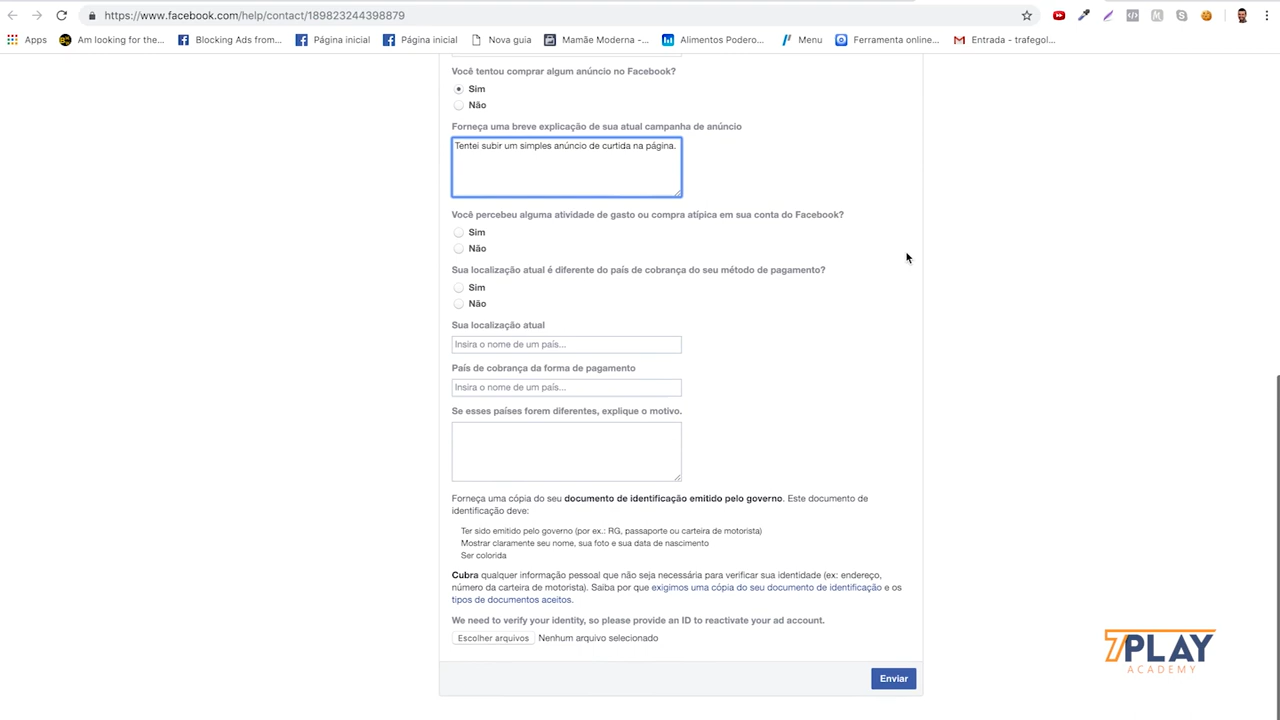 https://www.facebook.com/help/contact/189823244398879
Apps
Am looking for the...
Blocking Ads from...
Página inicial
Página inicial
Nova guia
Mamãe Moderna -...
Alimentos Podero...
Menu
Ferramenta online...
Entrada - trafegol...
Você tentou comprar algum anúncio no Facebook?
Sim
Não
Forneça uma breve explicação de sua atual campanha de anúncio
Tentei subir um simples anúncio de curtida na página.
Você percebeu alguma atividade de gasto ou compra atípica em sua conta do Facebook?
Sim
Não
Sua localização atual é diferente do país de cobrança do seu método de pagamento?
Sim
Não
Sua localização atual
Insira o nome de um país...
País de cobrança da forma de pagamento
Insira o nome de um país...
Se esses países forem diferentes, explique o motivo.
Forneça uma cópia do seu documento de identificação emitido pelo governo. Este documento de
identificação deve:
Ter sido emitido pelo governo (por ex.: RG, passaporte ou carteira de motorista)
Mostrar claramente seu nome, sua foto e sua data de nascimento
Ser colorida
Cubra qualquer informação pessoal que não seja necessária para verificar sua identidade (ex: endereço,
número da carteira de motorista). Saiba por que exigimos uma cópia do seu documento de identificação e os
tipos de documentos aceitos.
We need to verify your identity, so please provide an ID to reactivate your ad account.
Escolher arquivos Nenhum arquivo selecionado
Enviar
7PLAY
ACADEMY